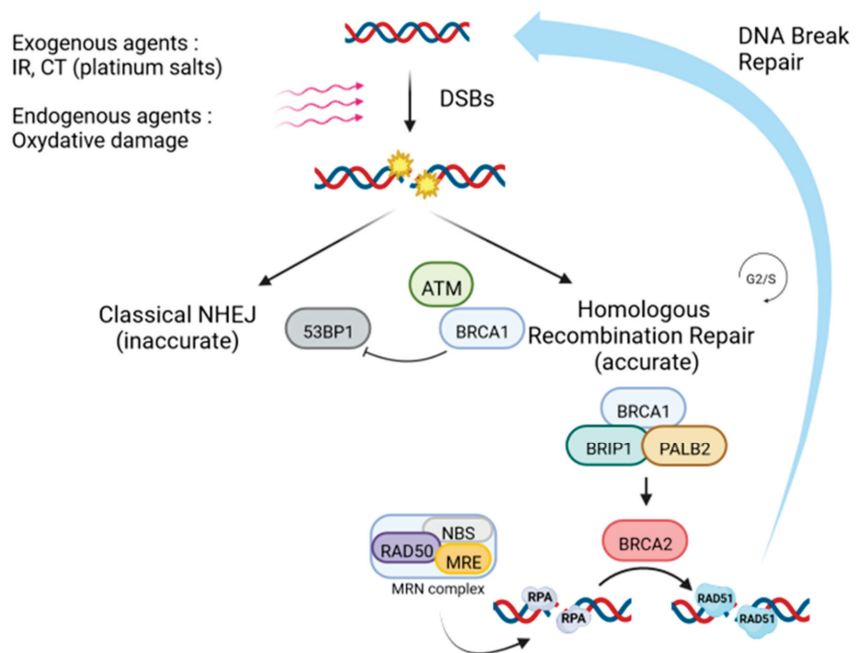 Exogenous agents :
IR, CT (platinum salts)
Endogenous agents :
Oxydative damage
DSBs
DNA Break
Repair
Classical NHEJ
(inaccurate)
53BP1
ATM
BRCA1
Homologous
Recombination Repair
(accurate)
G2/S
BRCA1
BRIP1
PALB2
BRCA2
NBS
RAD50
MRE
MRN complex
RPA
RPA
RAD51
RAD51